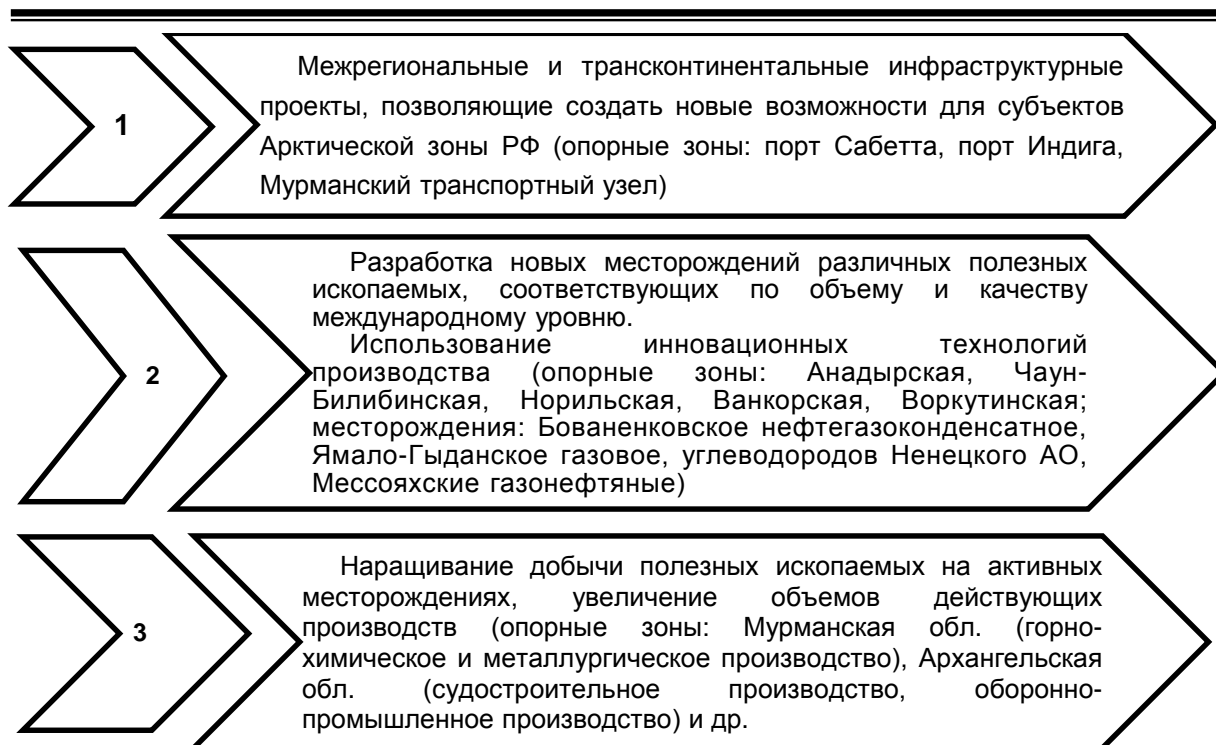 1
Межрегиональные и трансконтинентальные инфраструктурные
проекты, позволяющие создать новые возможности для субъектов
Арктической зоны РФ (опорные зоны: порт Сабетта, порт Индига,
Мурманский транспортный узел)
2
Разработка новых месторождений различных полезных
ископаемых, соответствующих по объему и качеству
международному уровню.
Использование инновационных технологий
производства (опорные зоны: Анадырская, Чаун-
Билибинская, Норильская, Ванкорская, Воркутинская;
месторождения: Бованенковское нефтегазоконденсатное,
Ямало-Гыданское газовое, углеводородов Ненецкого АО,
Мессояхские газонефтяные)
3
Наращивание добычи полезных ископаемых на активных
месторождениях, увеличение объемов действующих
производств (опорные зоны: Мурманская обл. (горно-
химическое и металлургическое производство), Архангельская
обл. (судостроительное производство, оборонно-
промышленное производство) и др.